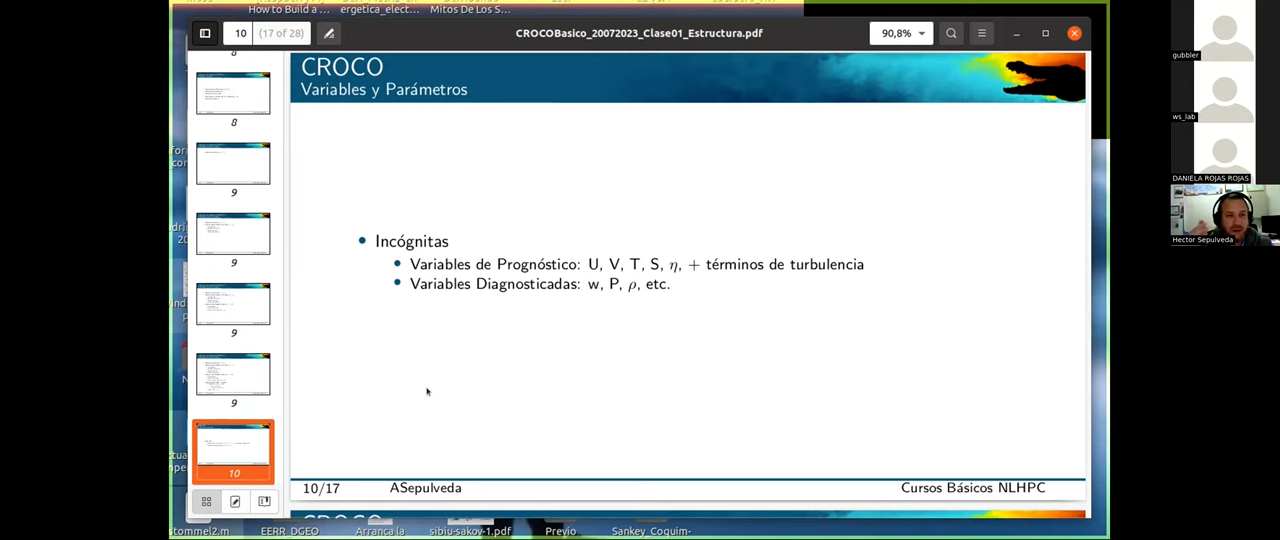 How to Build a ...
ergetica_elect...
Mitos De Los S...
10
(17 of 28)
CROCOBasico_20072023_Clase01_Estructura.pdf
90,8%
CROCO
Variables y Parámetros
8
9
9
9
9
10
Incógnitas
Variables de Prognóstico: U, V, T, S, η, + términos de turbulencia
Variables Diagnosticadas: w, P, ρ, etc.
10/17
ASepulveda
Cursos Básicos NLHPC
stommel2.m
EERR_DGEO
Arranca la
sibiu-sakov-1.pdf
Previo
Sankey_Coquim-
gubbler
ws_lab
DANIELA ROJAS ROJAS
Hector Sepulveda